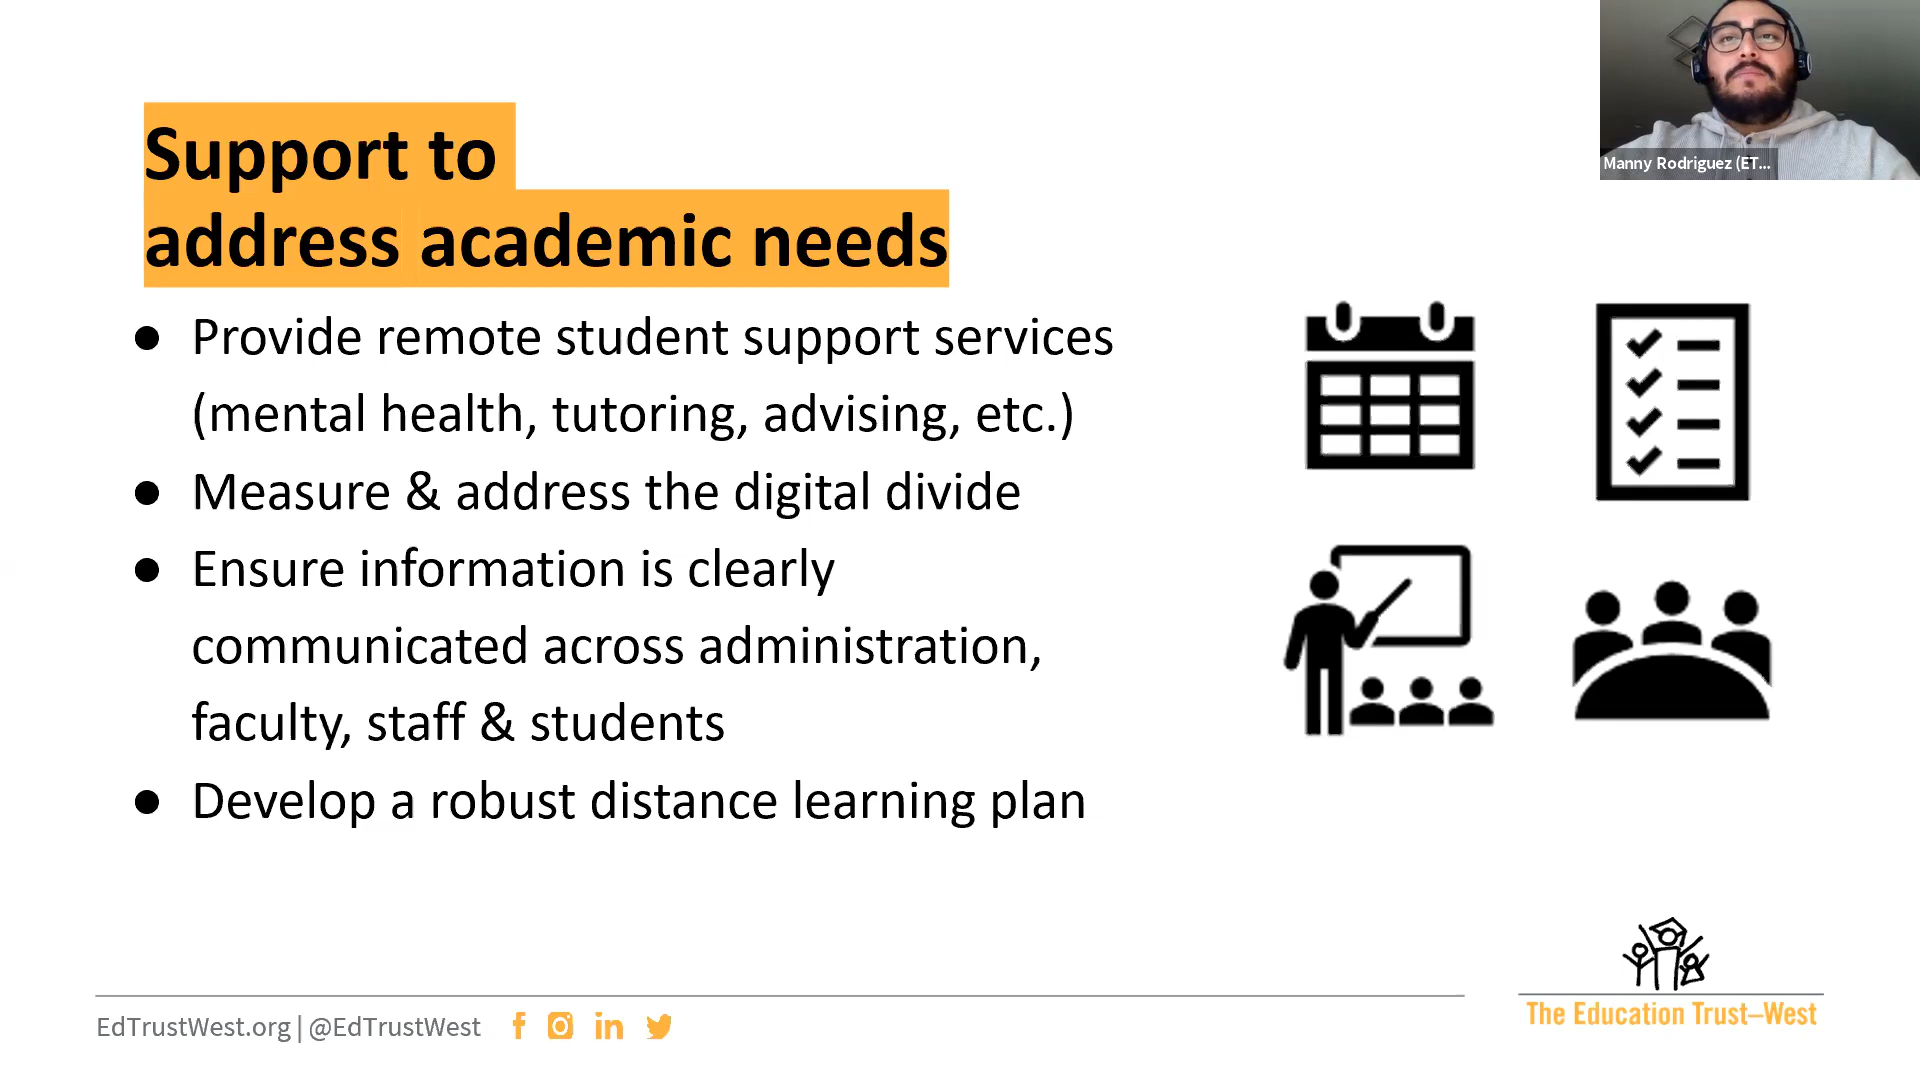 Manny Rodriguez (ET...
Support to
address academic needs
● Provide remote student support services
(mental health, tutoring, advising, etc.)
● Measure & address the digital divide
● Ensure information is clearly
communicated across administration,
faculty, staff & students
● Develop a robust distance learning plan
EdTrustWest.org | @EdTrustWest
The Education Trust–West